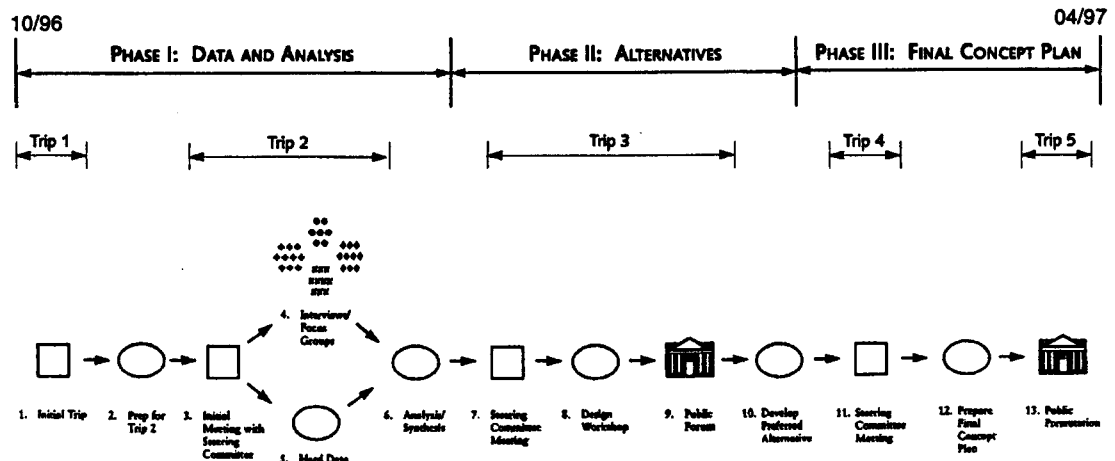 10/96
04/97
PHASE I: DATA AND ANALYSIS
PHASE II: ALTERNATIVES
PHASE III: FINAL CONCEPT PLAN
Trip 1
Trip 2
Trip 3
Trip 4
Trip 5
4. Interviews/
Focus
Groups
1. Initial Trip
2. Prep for
Trip 2
3. Initial
Meeting with
Steering
Committee
5. Data
6. Analysis/
Synthesis
7. Steering
Committee
Meeting
8. Design
Workshop
9. Public
Forum
10. Develop
Preferred
Alternative
11. Steering
Committee
Meeting
12. Prepare
Final
Concept
Plan
13. Public